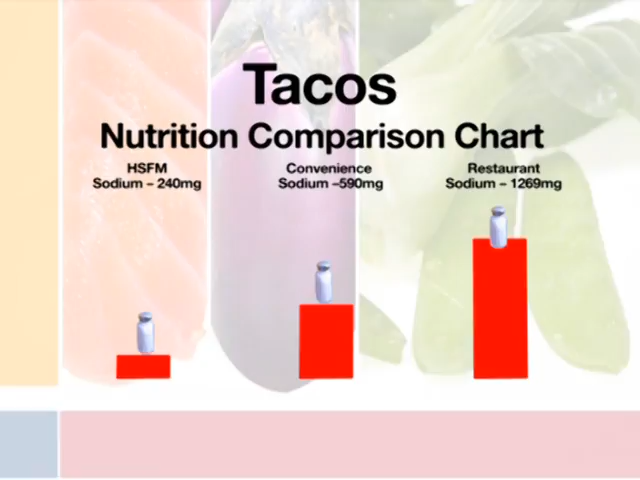 Tacos
Nutrition Comparison Chart
HSFM
Sodium – 240mg
Convenience
Sodium –590mg
Restaurant
Sodium – 1269mg